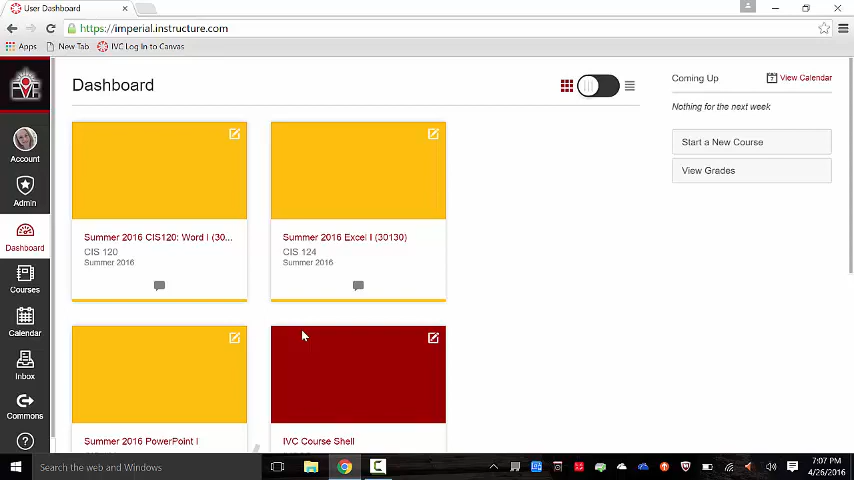 User Dashboard
https://imperial.instructure.com
Apps
New Tab
IVC Log In to Canvas
IVC
Account
Admin
Dashboard
Courses
Calendar
Inbox
Commons
Dashboard
Summer 2016 CIS120: Word I (30...
CIS 120
Summer 2016
Summer 2016 Excel I (30130)
CIS 124
Summer 2016
Summer 2016 PowerPoint I
IVC Course Shell
Coming Up
View Calendar
Nothing for the next week
Start a New Course
View Grades
Search the web and Windows
7:07 PM
4/26/2016